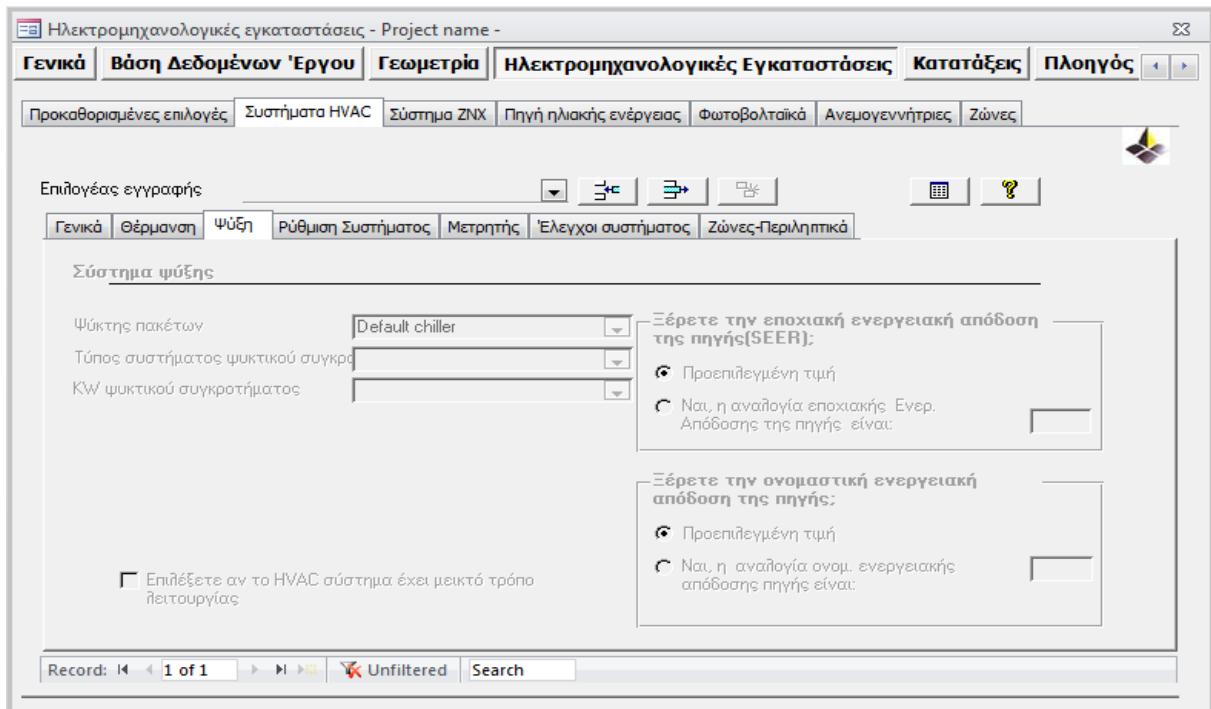 Ηλεκτρομηχανολογικές εγκαταστάσεις - Project name -
Γενικά Βάση Δεδομένων 'Εργου Γεωμετρία Ηλεκτρομηχανολογικές Εγκαταστάσεις Κατατάξεις Πλοηγός
Προκαθορισμένες επιλογές Συστήματα HVAC Σύστημα ΖΝΧ Πηγή ηλιακής ενέργειας Φωτοβολταϊκά Ανεμογεννήτριες Ζώνες
Επιλογέας εγγραφής
Γενικά Θέρμανση Ψύξη Ρύθμιση Συστήματος Μετρητής Έλεγχοι συστήματος Ζώνες-Περιληπτικά
Σύστημα ψύξης
Ψύκτης πακέτων Default chiller
Τύπος συστήματος ψυκτικού συγκρο
KW ψυκτικού συγκροτήματος
Ξέρετε την εποχιακή ενεργειακή απόδοση
της πηγής(SEER);
Προεπιλεγμένη τιμή
Ναι, η αναλογία εποχιακής Ενερ.
Απόδοσης της πηγής είναι:
Ξέρετε την ονομαστική ενεργειακή
απόδοση της πηγής;
Προεπιλεγμένη τιμή
Ναι, η αναλογία ονομ. ενεργειακής
απόδοσης πηγής είναι:
Επιλέξετε αν το HVAC σύστημα έχει μεικτό τρόπο
λειτουργίας
Record: 1 of 1 Unfiltered Search